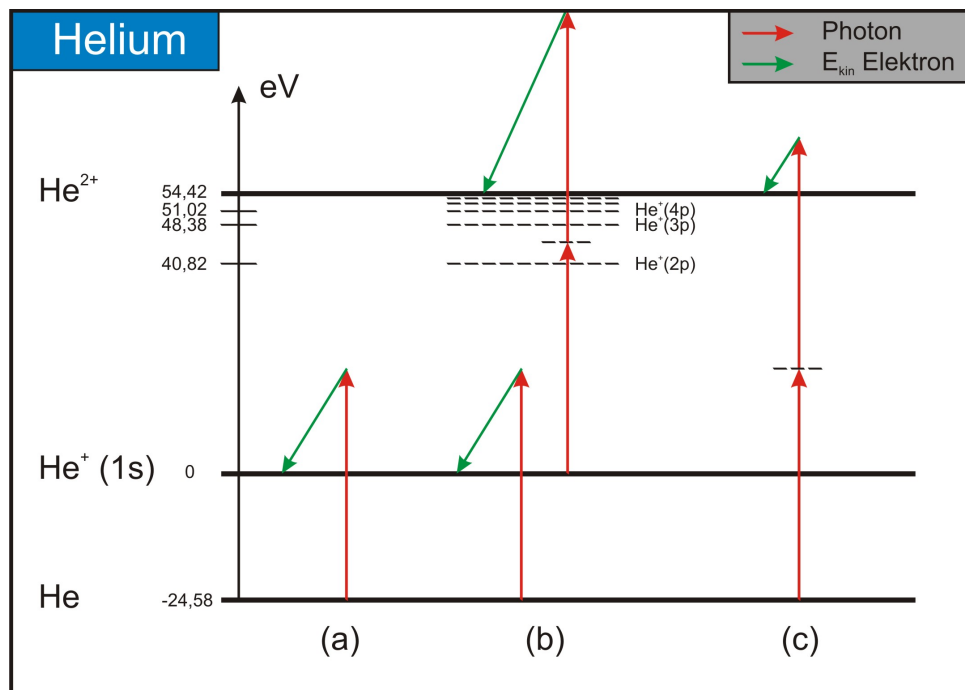 Helium
Photon
E_kin Elektron
eV
He²⁺
54,42
51,02
48,38
40,82
He⁺(4p)
He⁺(3p)
He⁺(2p)
He⁺ (1s)
0
He
-24,58
(a)
(b)
(c)